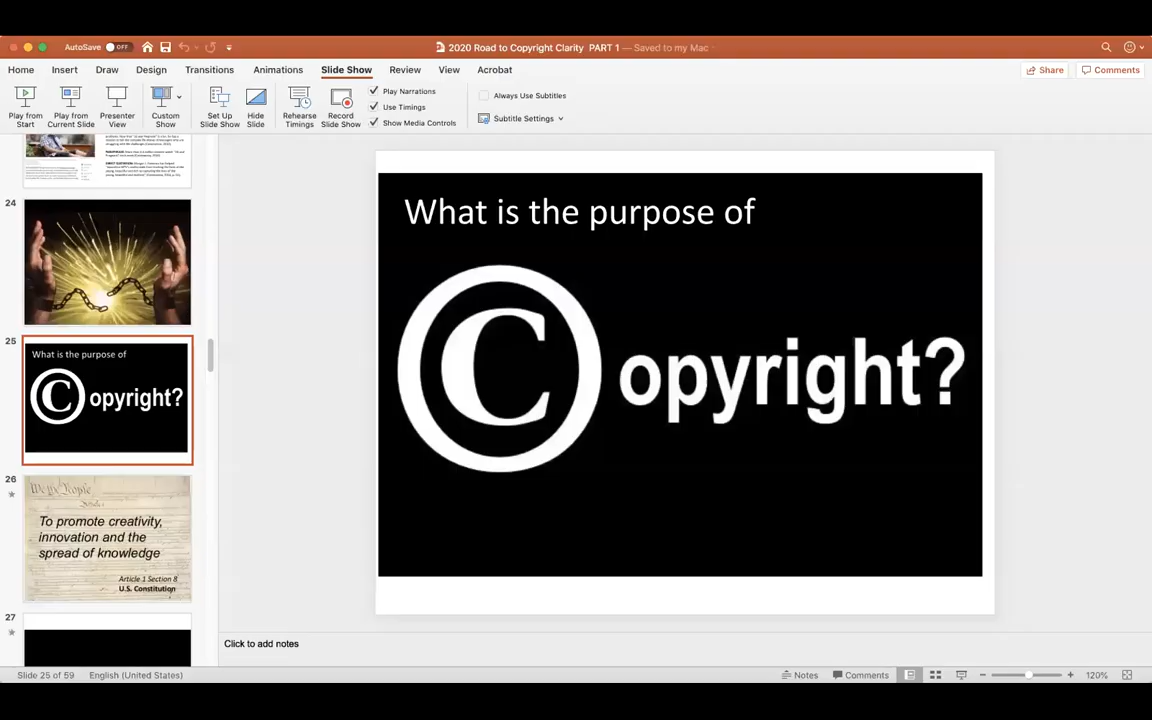 AutoSave OFF
2020 Road to Copyright Clarity PART 1 — Saved to my Mac
Home Insert Draw Design Transitions Animations Slide Show Review View Acrobat Share Comments
Play from Start
Play from Current Slide
Presenter View
Custom Show
Set Up Slide Show
Hide Slide
Rehearse Timings
Record Slide Show
Play Narrations
Use Timings
Show Media Controls
Always Use Subtitles
Subtitle Settings
24
25
What is the purpose of
©opyright?
26
We the People
To promote creativity,
innovation and the
spread of knowledge
Article 1 Section 8
U.S. Constitution
27
What is the purpose of
©opyright?
Click to add notes
Slide 25 of 59 English (United States) Notes Comments 120%